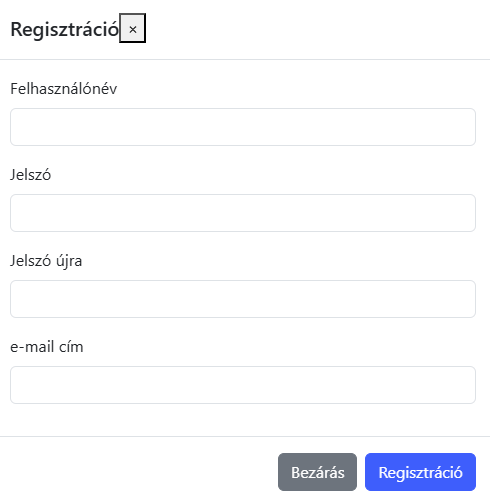 Regisztráció ×
Felhasználónév
Jelszó
Jelszó újra
e-mail cím
Bezárás Regisztráció